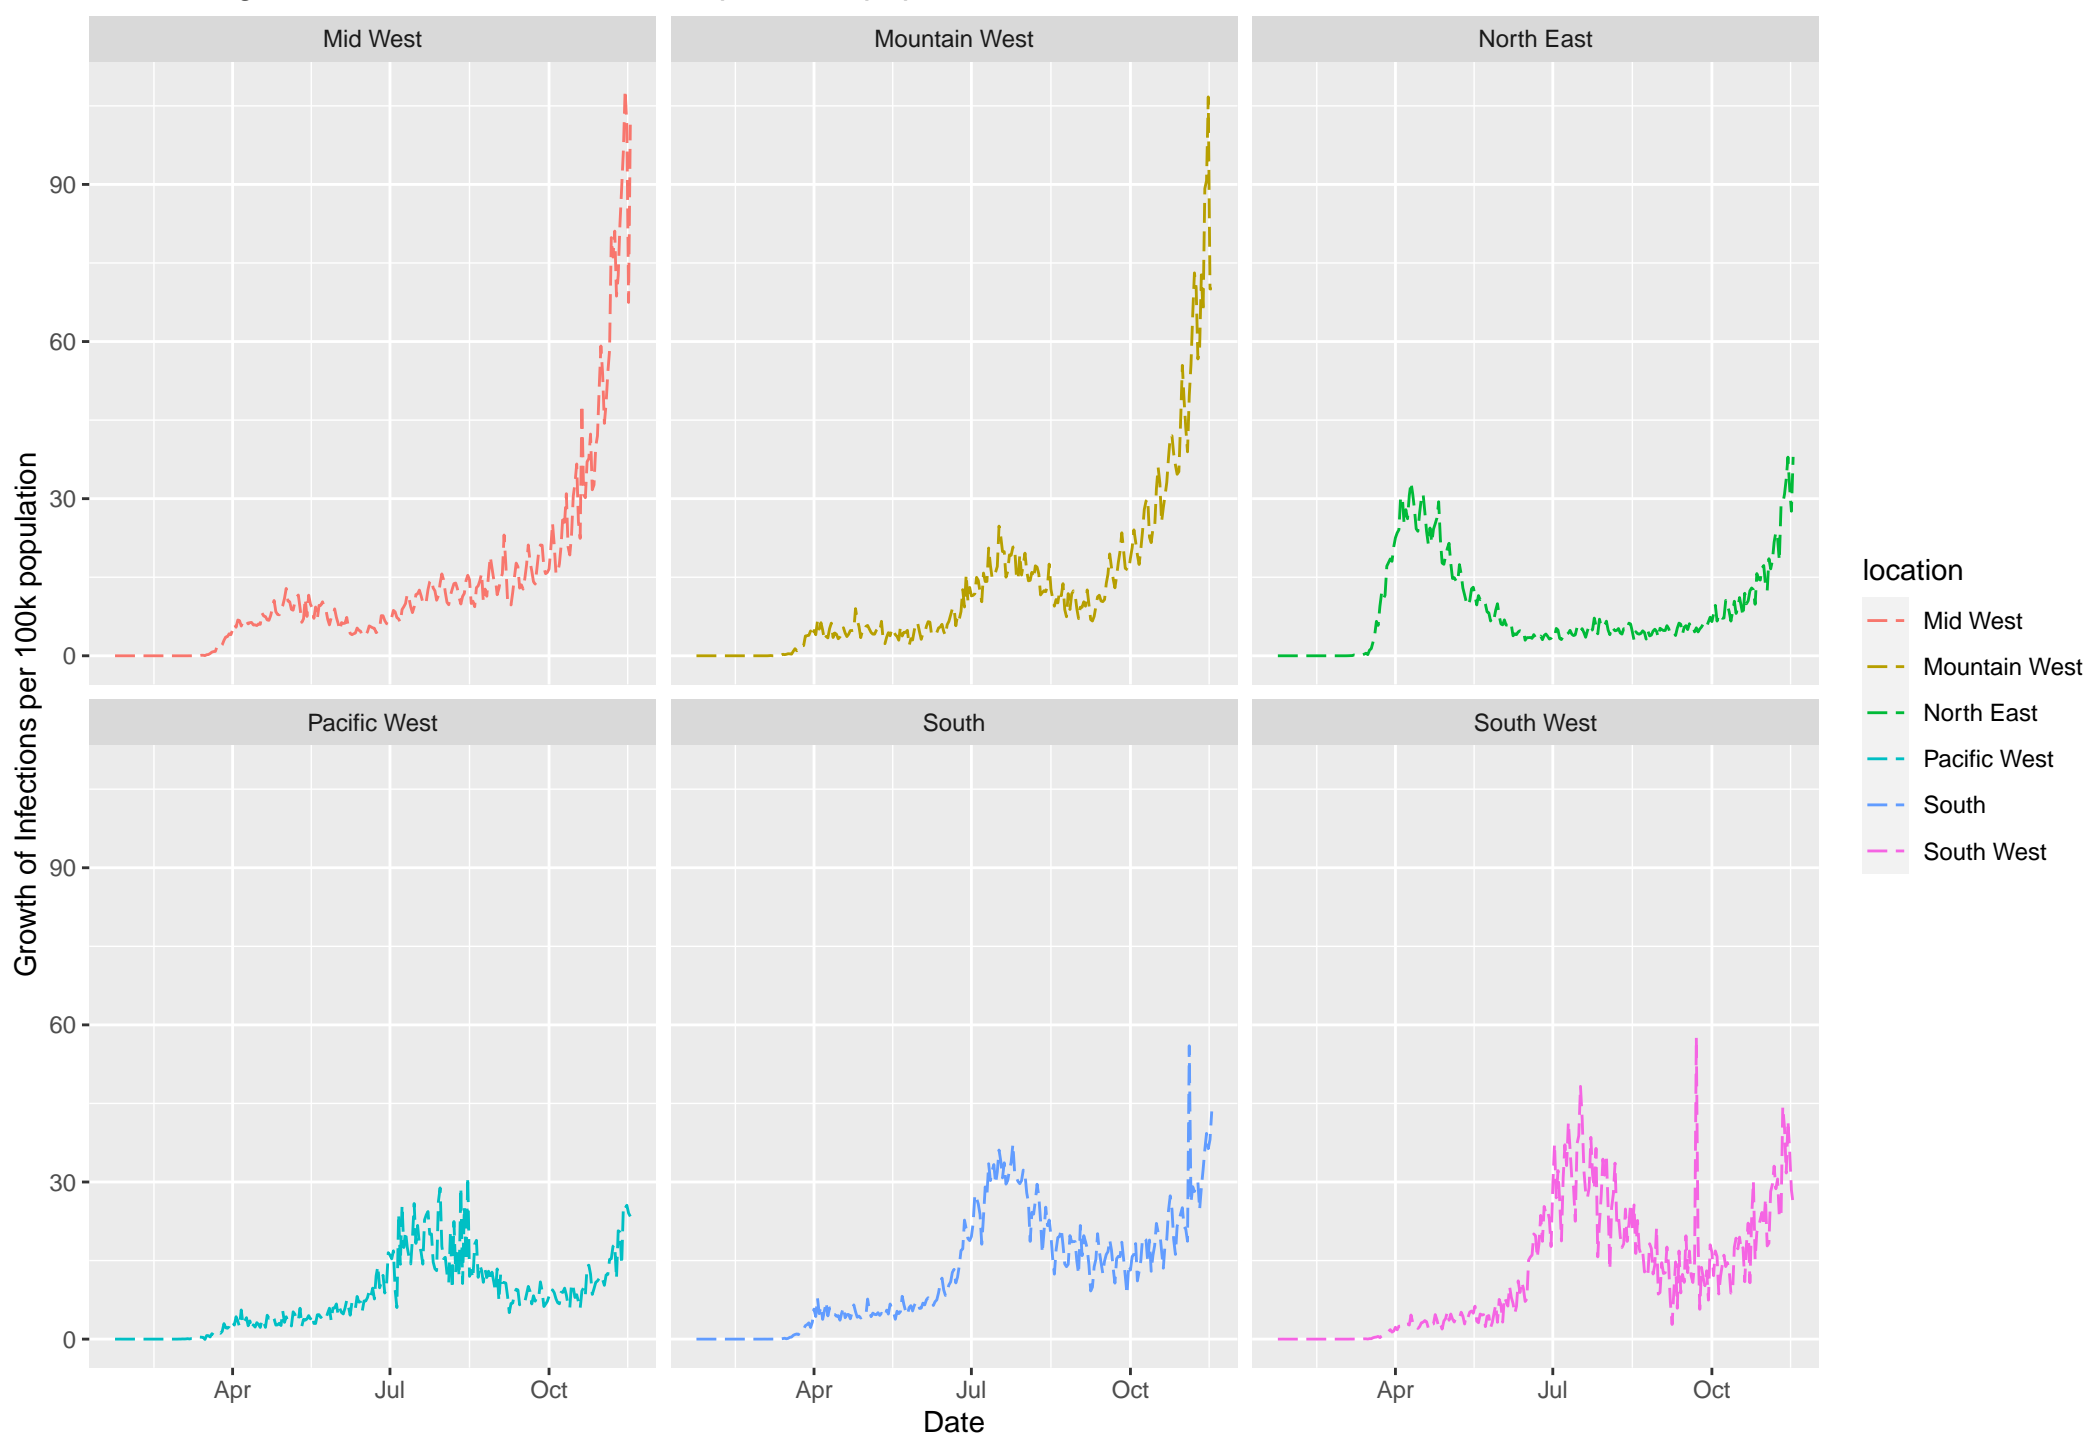 Mid West
Mountain West
North East
90
60
30
0
Growth of Infections per 100k population
Pacific West
South
South West
90
60
30
0
Apr
Jul
Oct
Apr
Jul
Oct
Apr
Jul
Oct
Date
location
Mid West
Mountain West
North East
Pacific West
South
South West